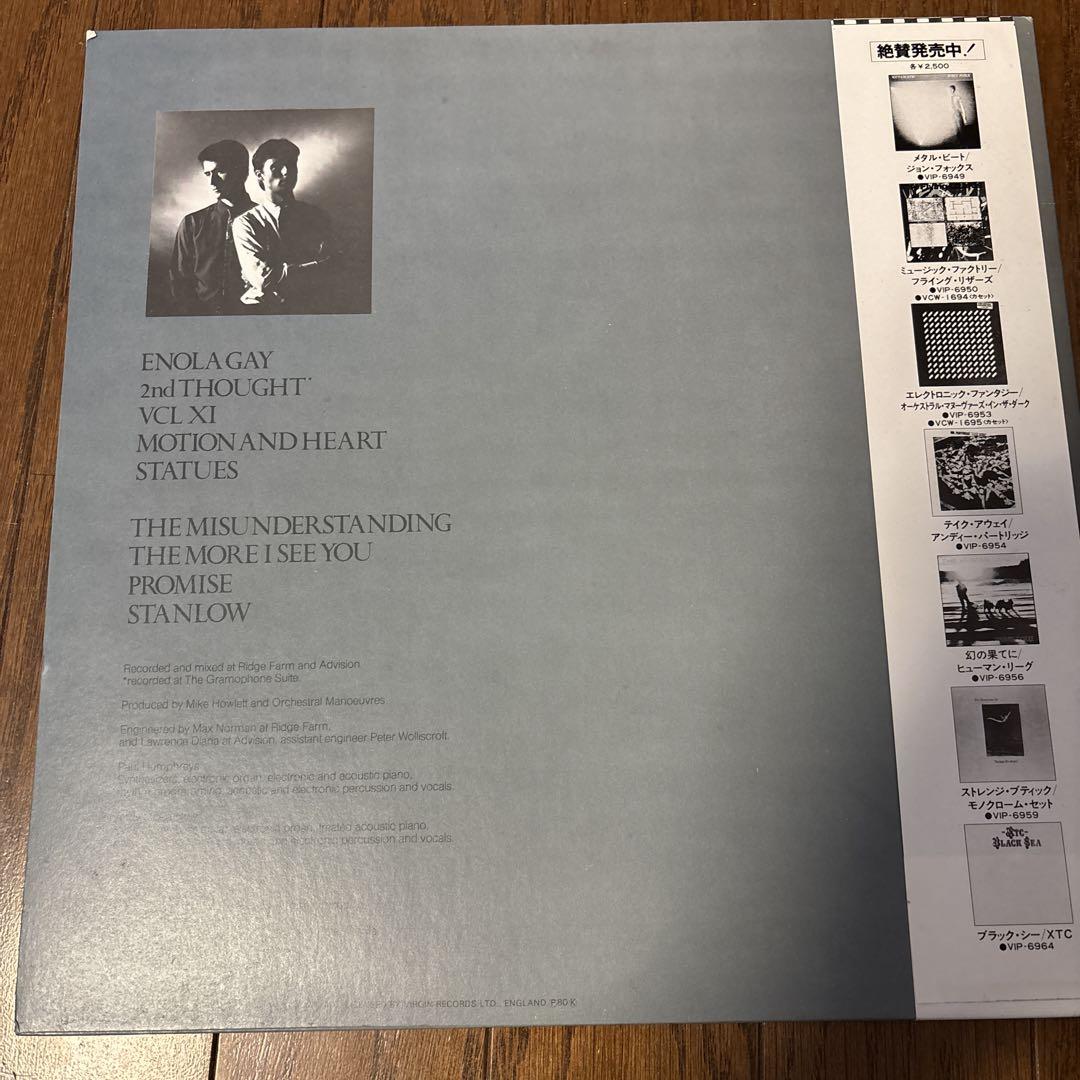 ENOLA GAY
2nd THOUGHT*
VCL XI
MOTION AND HEART
STATUES
THE MISUNDERSTANDING
THE MORE I SEE YOU
PROMISE
STANLOW
Recorded and mixed at Ridge Farm and Advision.
*recorded at The Gramophone Suite.
Produced by Mike Howlett and Orchestral Manoeuvres
Engineered by Max Norman at Ridge Farm,
and Lawrence Diana at Advision, assistant engineer Peter Wolliscroft.
Paul Humphreys
Synthesizers, electronic organ, electronic and acoustic piano,
acoustic and electronic percussion and vocals.
organ, treated acoustic piano,
percussion and vocals.
BY VIRGIN RECORDS LTD., ENGLAND P.80 K
絶賛発売中!
各¥2,500
メタル・ビート/
ジョン・フォックス
●VIP-6949
ミュージック・ファクトリー/
フライング・リザーズ
●VIP-6950
●VCW-1694〈カセット〉
エレクトロニック・ファンタジー/
オーケストラル・マヌーヴァーズ・イン・ザ・ダーク
●VIP-6953
●VCW-1695〈カセット〉
テイク・アウェイ/
アンディー・パートリッジ
●VIP-6954
幻の果てに/
ヒューマン・リーグ
●VIP-6956
ストレンジ・ブティック/
モノクローム・セット
●VIP-6959
XTC
BLACK SEA
ブラック・シー/XTC
●VIP-6964